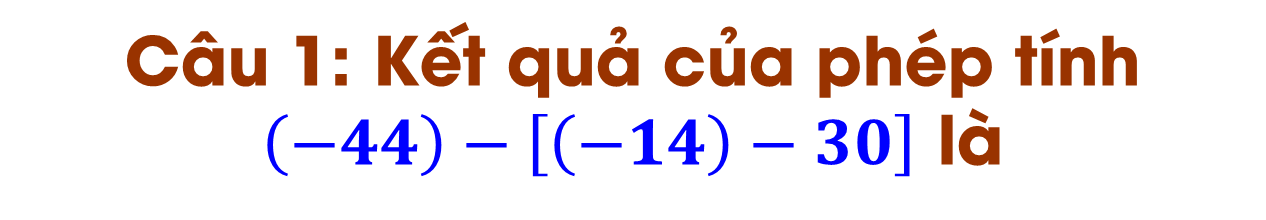 Câu 1: Kết quả của phép tính
(−44) − [(−14) − 30] là